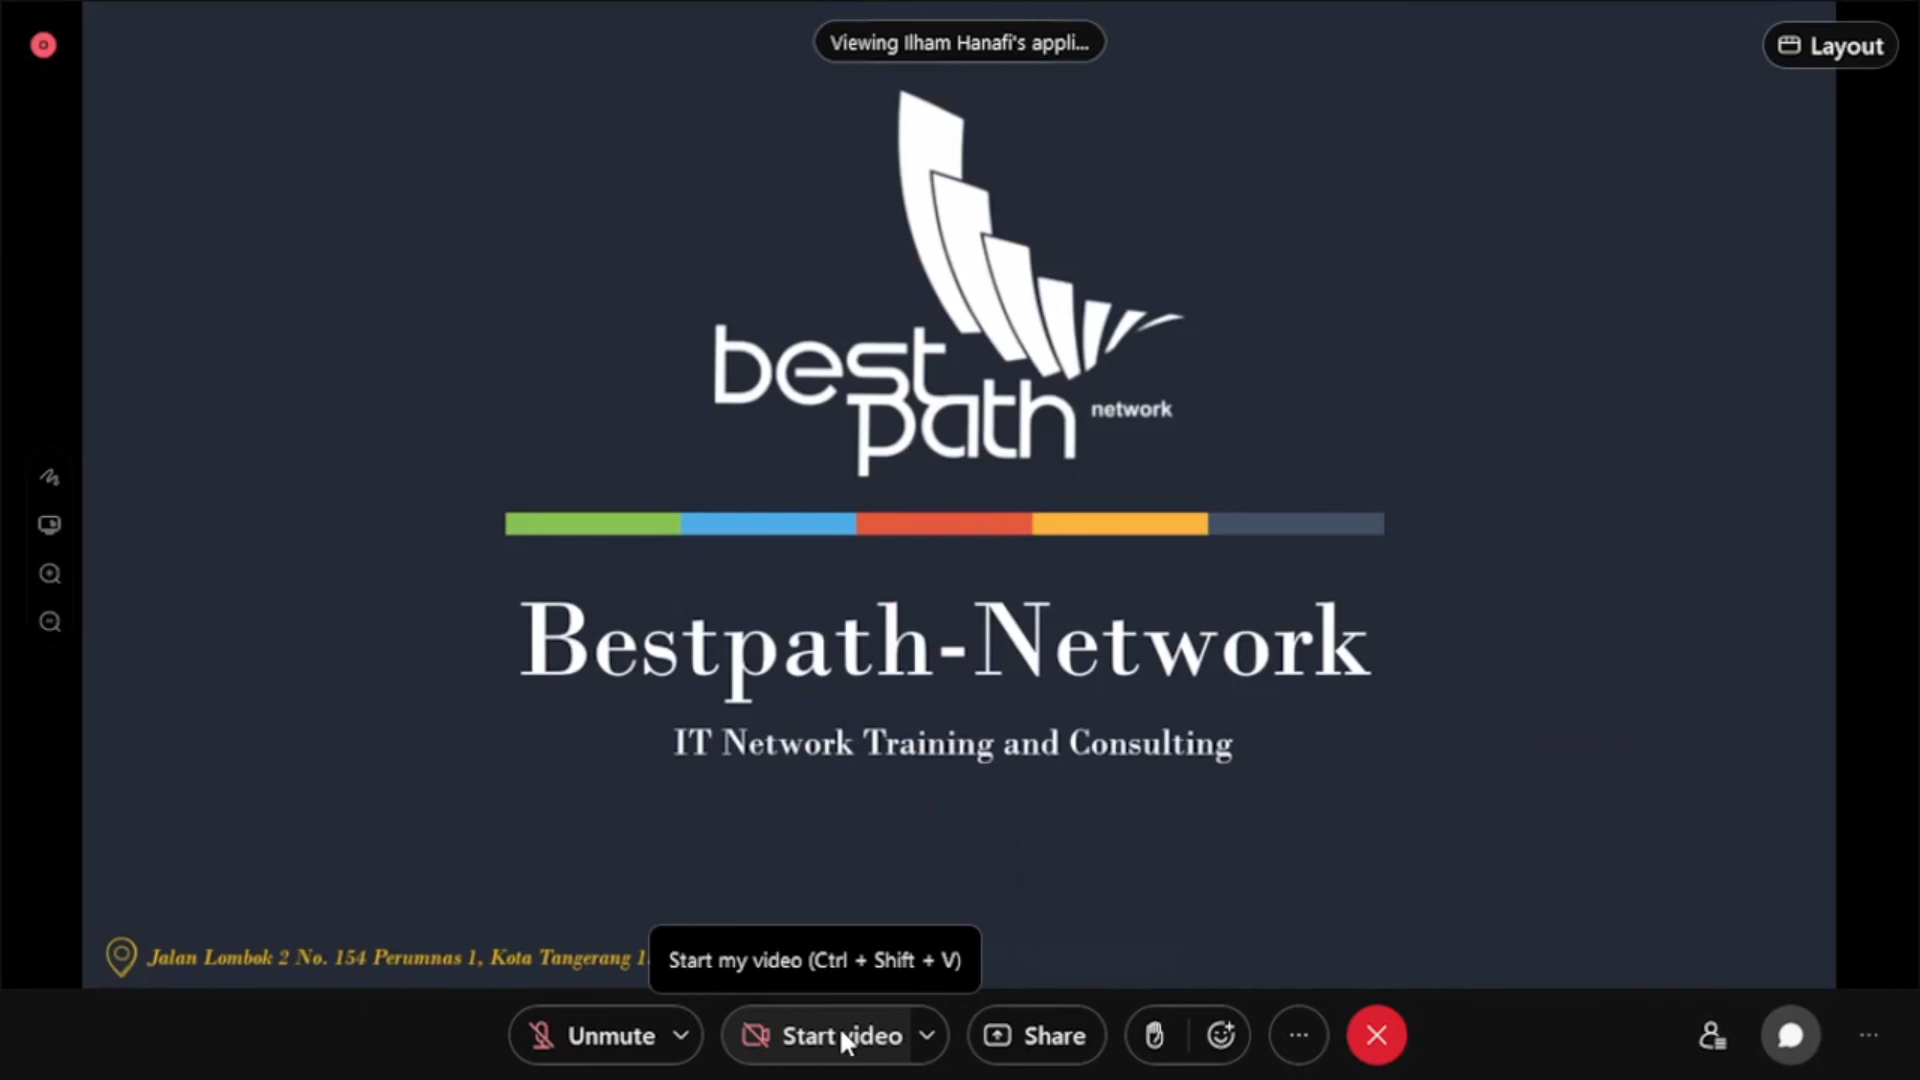 Viewing Ilham Hanafi's appli...
Layout
best
path
network
Bestpath-Network
IT Network Training and Consulting
Jalan Lombok 2 No. 154 Perumnas 1, Kota Tangerang
Start my video (Ctrl + Shift + V)
Unmute
Start video
Share